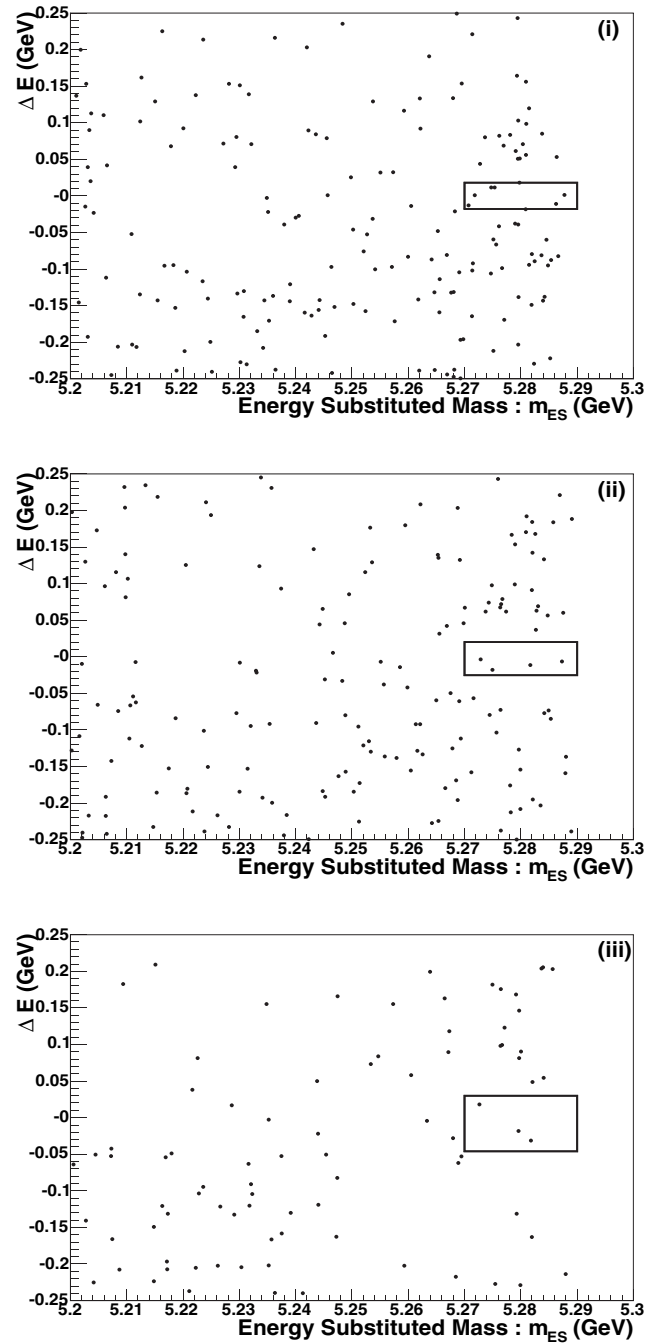 (i)
Δ E (GeV)
0.25
0.2
0.15
0.1
0.05
-0
-0.05
-0.1
-0.15
-0.2
-0.25
5.2 5.21 5.22 5.23 5.24 5.25 5.26 5.27 5.28 5.29 5.3
Energy Substituted Mass : mES (GeV)
(ii)
Δ E (GeV)
0.25
0.2
0.15
0.1
0.05
-0
-0.05
-0.1
-0.15
-0.2
-0.25
5.2 5.21 5.22 5.23 5.24 5.25 5.26 5.27 5.28 5.29 5.3
Energy Substituted Mass : mES (GeV)
(iii)
Δ E (GeV)
0.25
0.2
0.15
0.1
0.05
-0
-0.05
-0.1
-0.15
-0.2
-0.25
5.2 5.21 5.22 5.23 5.24 5.25 5.26 5.27 5.28 5.29 5.3
Energy Substituted Mass : mES (GeV)